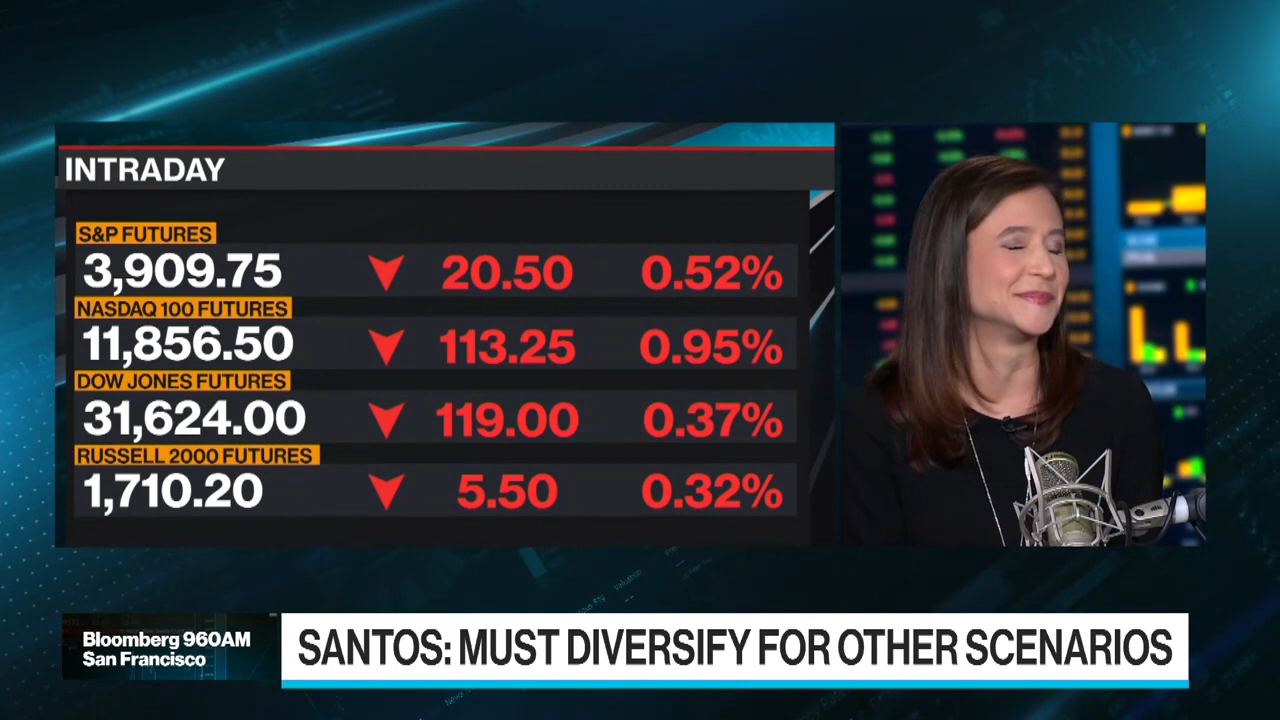 INTRADAY
S&P FUTURES
3,909.75 ▼ 20.50 0.52%
NASDAQ 100 FUTURES
11,856.50 ▼ 113.25 0.95%
DOW JONES FUTURES
31,624.00 ▼ 119.00 0.37%
RUSSELL 2000 FUTURES
1,710.20 ▼ 5.50 0.32%
Bloomberg 960AM
San Francisco
SANTOS: MUST DIVERSIFY FOR OTHER SCENARIOS